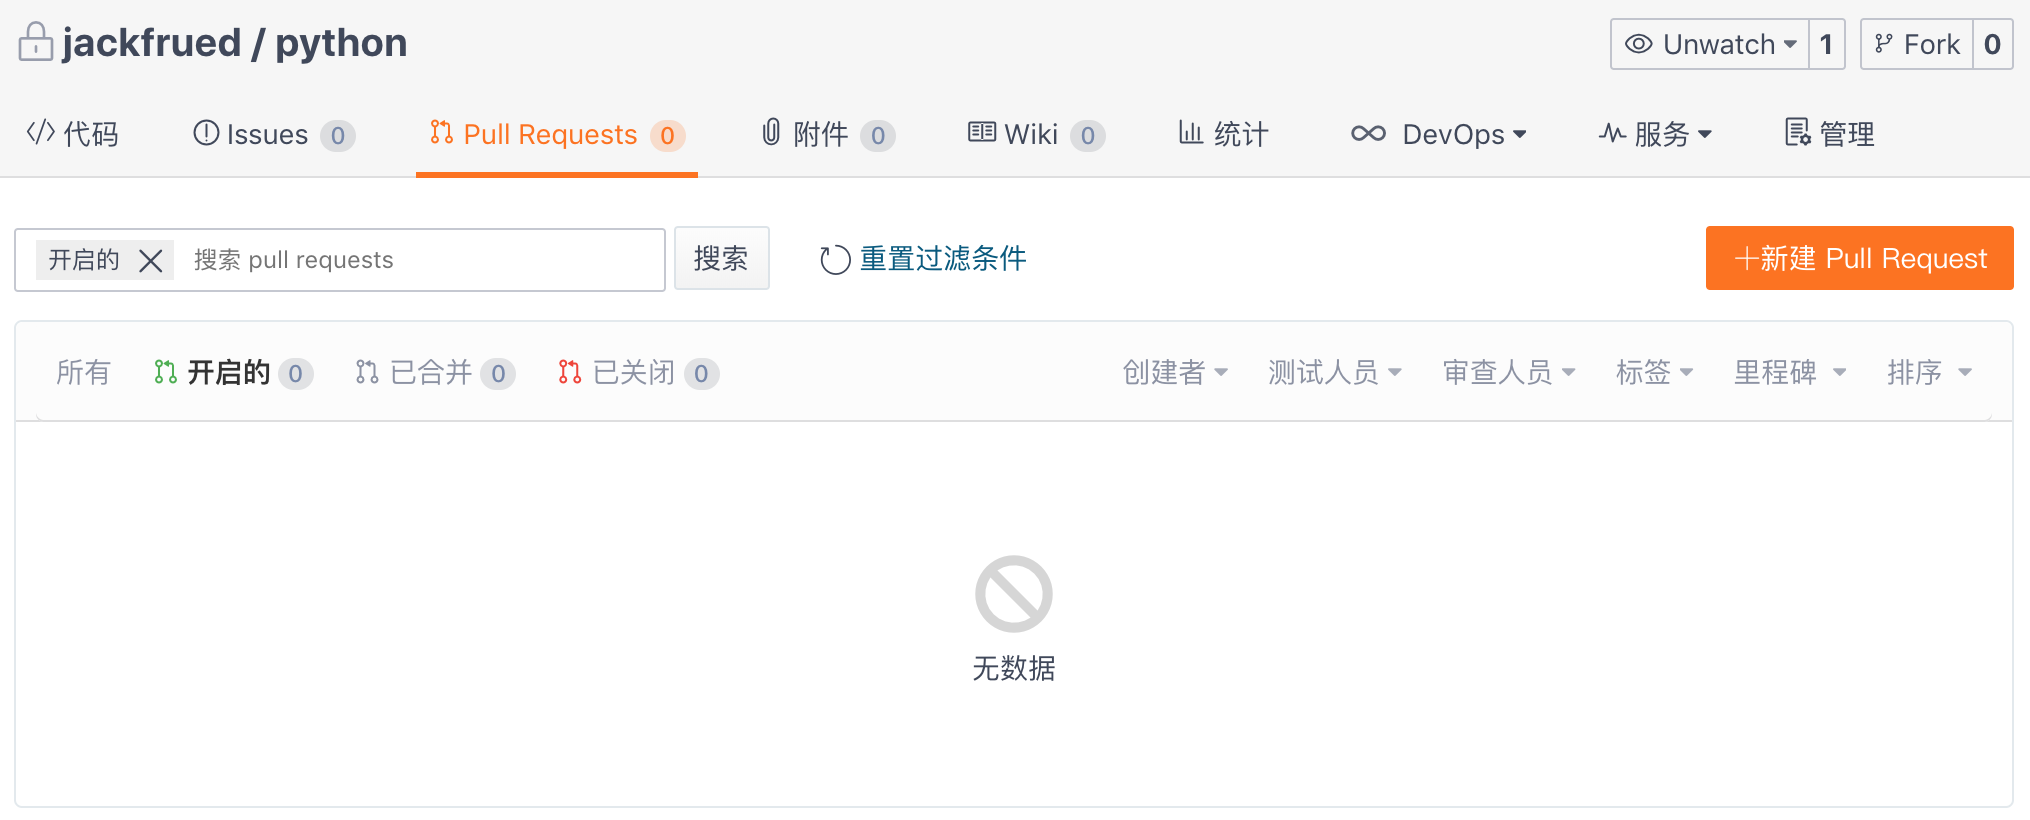 jackfrued / python
Unwatch 1 Fork 0
代码 Issues 0 Pull Requests 0 附件 0 Wiki 0 统计 DevOps 服务 管理
开启的 搜索 pull requests 搜索 重置过滤条件 +新建 Pull Request
所有 开启的 0 已合并 0 已关闭 0 创建者 测试人员 审查人员 标签 里程碑 排序
无数据